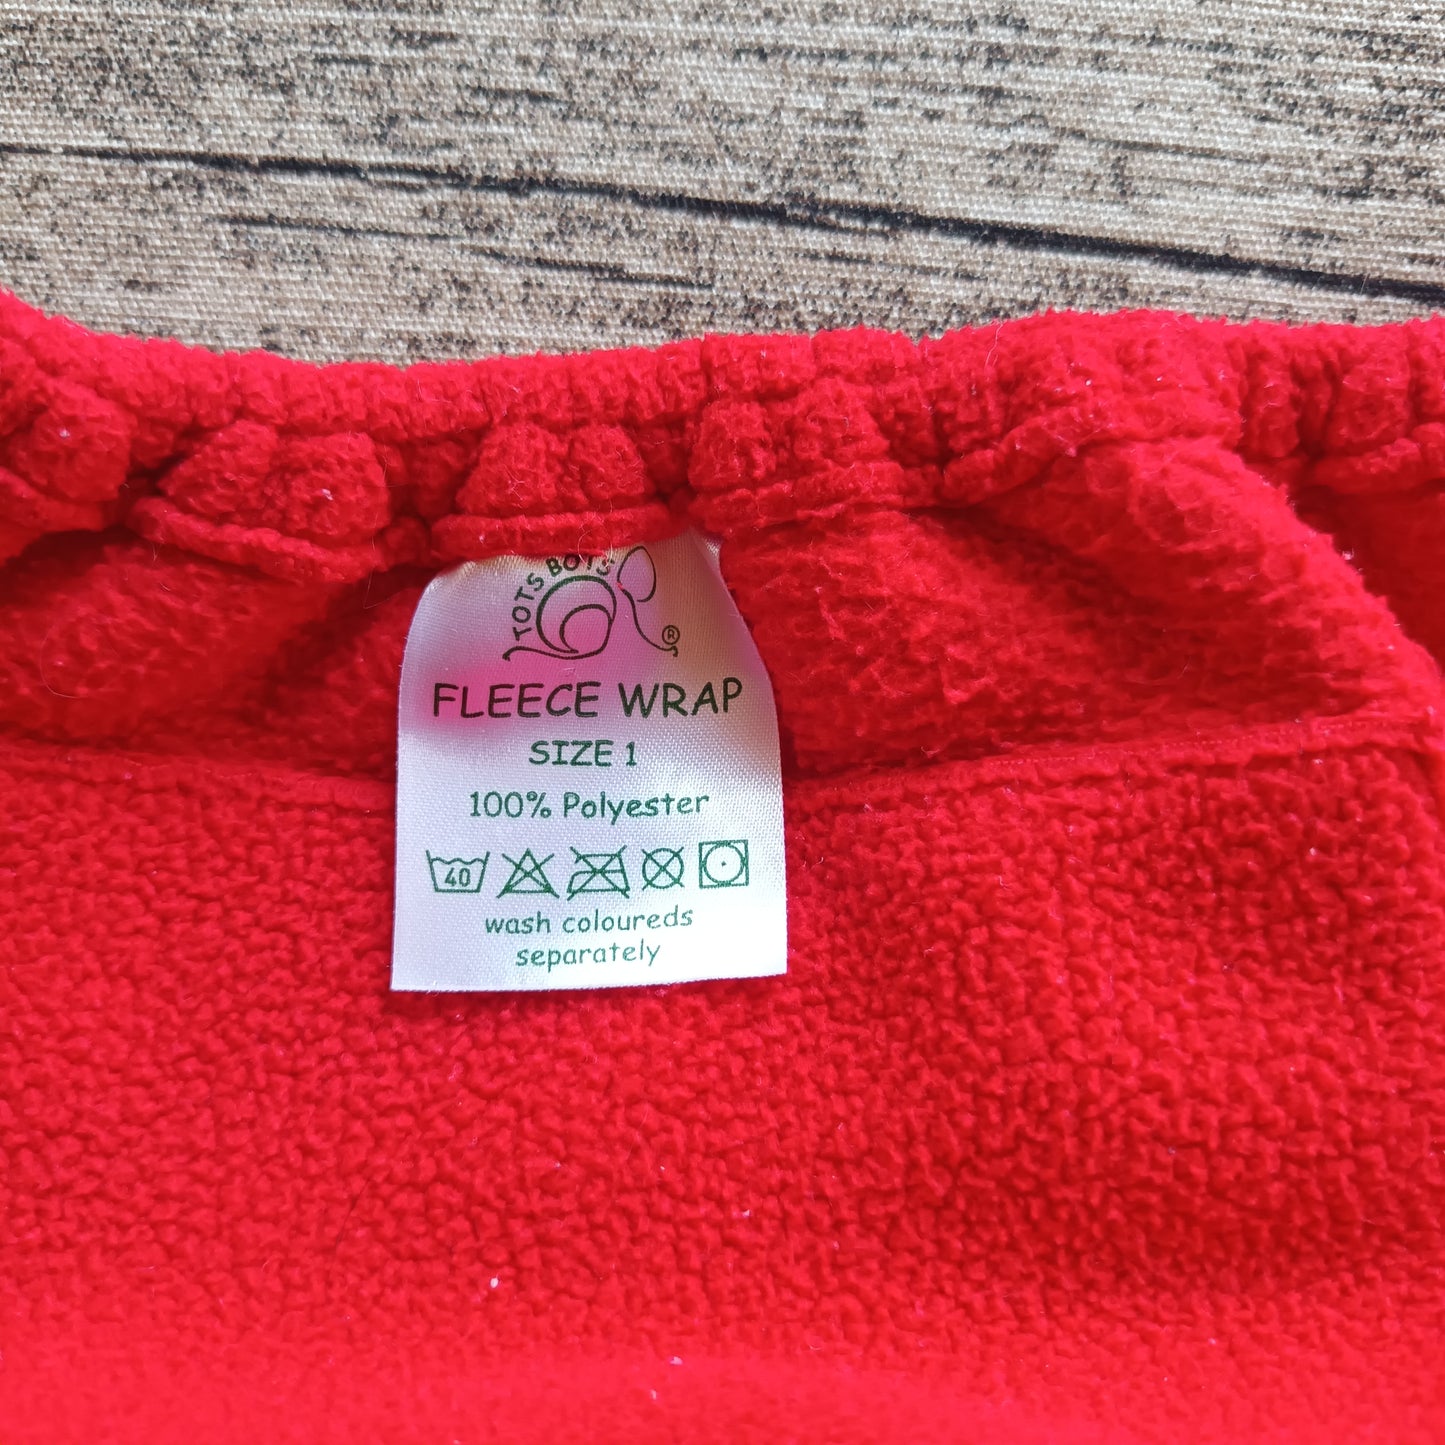 TOTS BOTS
®
FLEECE WRAP
SIZE 1
100% Polyester
40
wash coloureds
separately